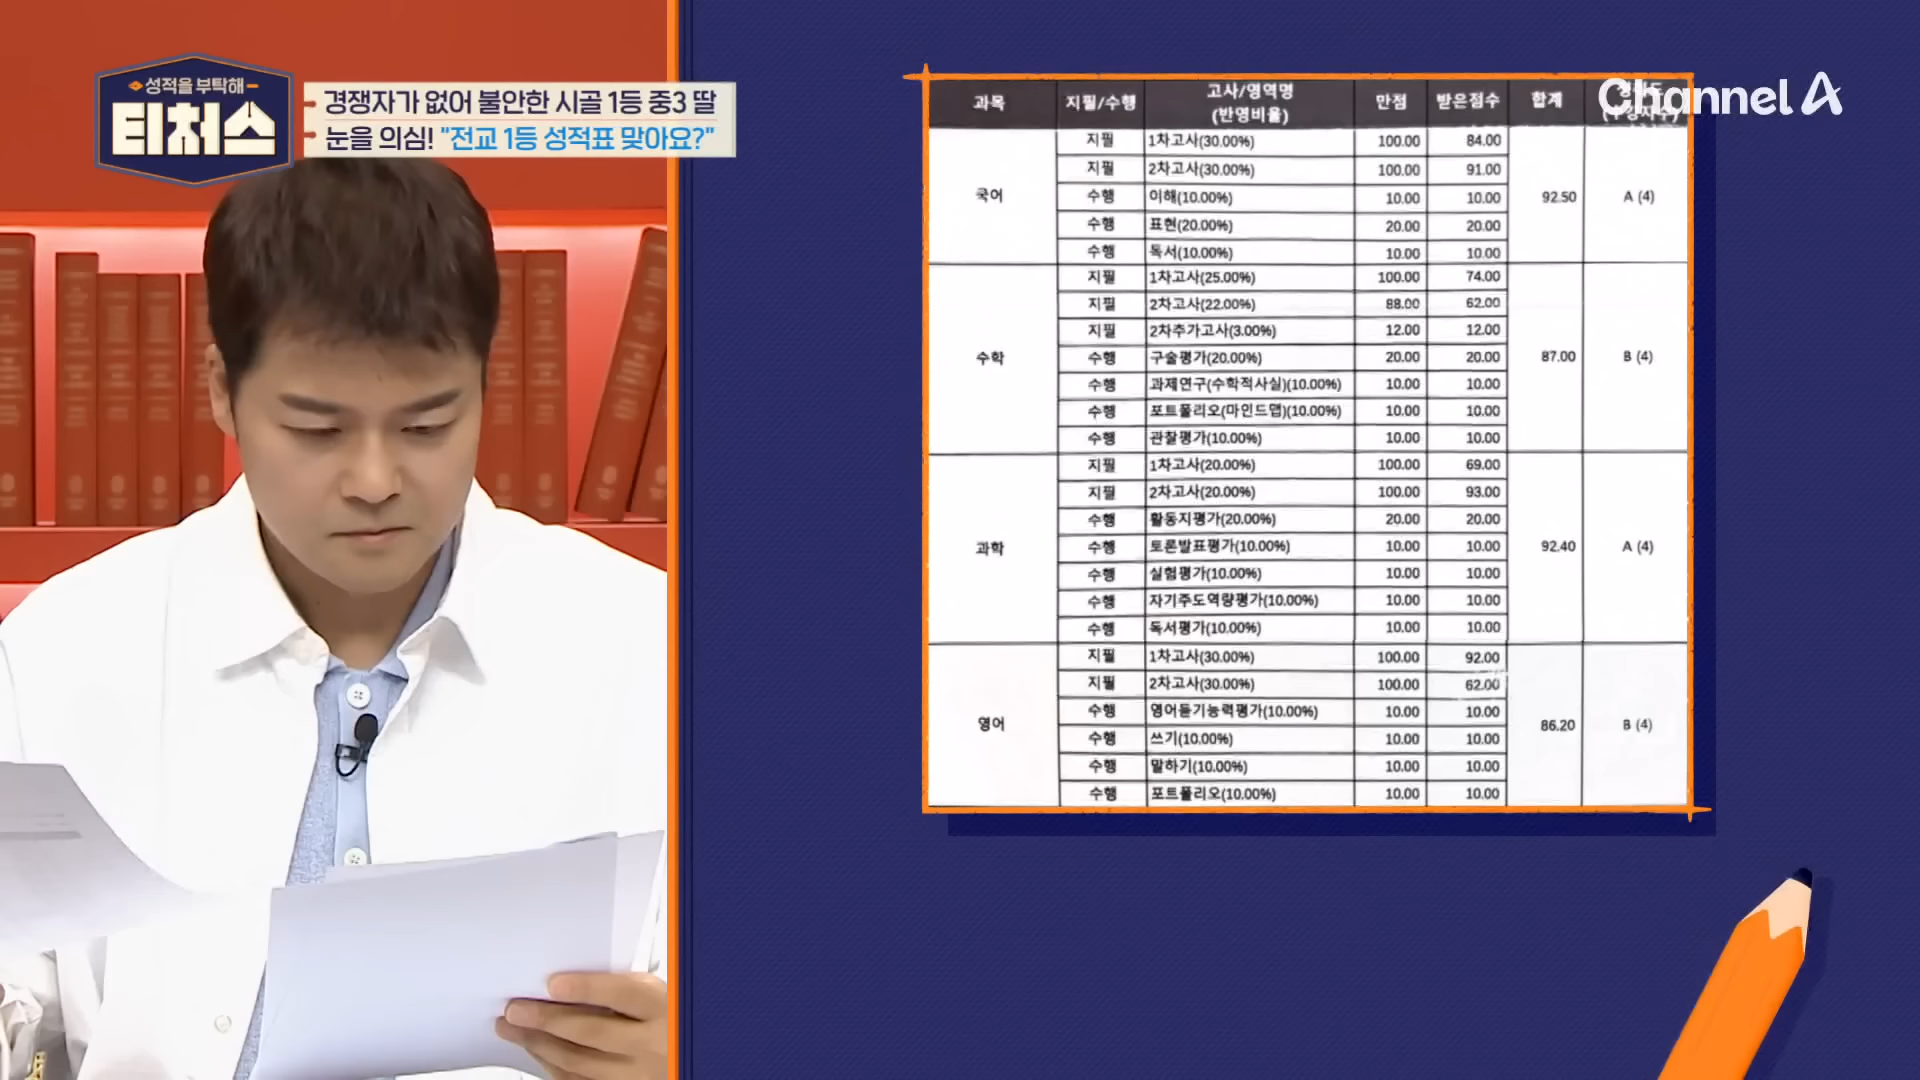 성적을 부탁해
티처스
경쟁자가 없어 불안한 시골 1등 중3 딸
눈을 의심! "전교 1등 성적표 맞아요?"
Channel A
과목 지필/수행 고사/영역명 (반영비율) 만점 받은점수 합계
국어 92.50 A (4)
지필 1차고사(30.00%) 100.00 84.00
지필 2차고사(30.00%) 100.00 91.00
수행 이해(10.00%) 10.00 10.00
수행 표현(20.00%) 20.00 20.00
수행 독서(10.00%) 10.00 10.00
수학 87.00 B (4)
지필 1차고사(25.00%) 100.00 74.00
지필 2차고사(22.00%) 88.00 62.00
지필 2차추가고사(3.00%) 12.00 12.00
수행 구술평가(20.00%) 20.00 20.00
수행 과제연구(수학적사실)(10.00%) 10.00 10.00
수행 포트폴리오(마인드맵)(10.00%) 10.00 10.00
수행 관찰평가(10.00%) 10.00 10.00
과학 92.40 A (4)
지필 1차고사(20.00%) 100.00 69.00
지필 2차고사(20.00%) 100.00 93.00
수행 활동지평가(20.00%) 20.00 20.00
수행 토론발표평가(10.00%) 10.00 10.00
수행 실험평가(10.00%) 10.00 10.00
수행 자기주도역량평가(10.00%) 10.00 10.00
수행 독서평가(10.00%) 10.00 10.00
영어 86.20 B (4)
지필 1차고사(30.00%) 100.00 92.00
지필 2차고사(30.00%) 100.00 62.00
수행 영어듣기능력평가(10.00%) 10.00 10.00
수행 쓰기(10.00%) 10.00 10.00
수행 말하기(10.00%) 10.00 10.00
수행 포트폴리오(10.00%) 10.00 10.00